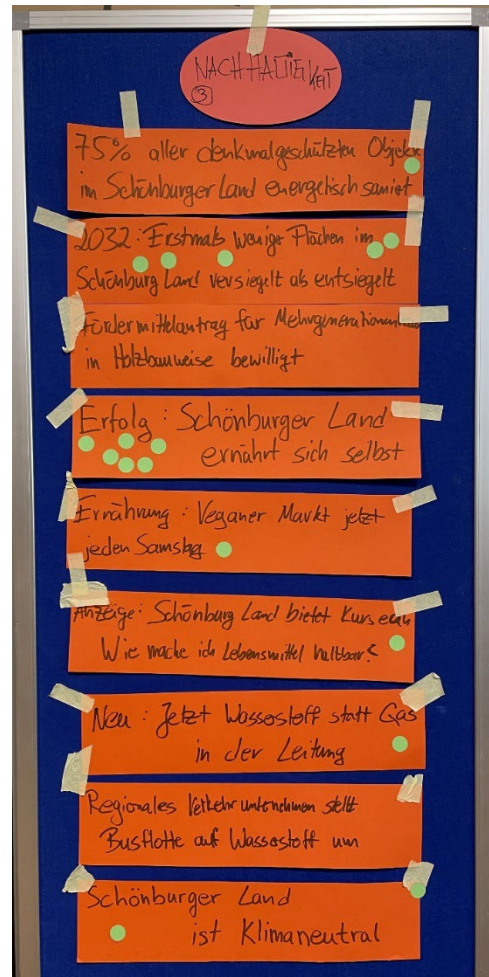 NACHHALTIGKEIT
3
75% aller denkmalgeschützten Objekte
im Schönburger Land energetisch saniert
2032: Erstmals wenige Flächen im
Schönburg Land versiegelt als entsiegelt
Fördermittelantrag für
in Holzbauweise bewilligt
Erfolg: Schönburger Land
ernährt sich selbst
Ernährung: Veganer Markt jetzt
jeden Samstag
Anzeige: Schönburg Land bietet Kurse an
Wie mache ich Lebensmittel haltbar?
Neu: Jetzt Wasserstoff statt Gas
in der Leitung
Regionales Verkehrsunternehmen stellt
Busflotte auf Wasserstoff um
Schönburger Land
ist Klimaneutral